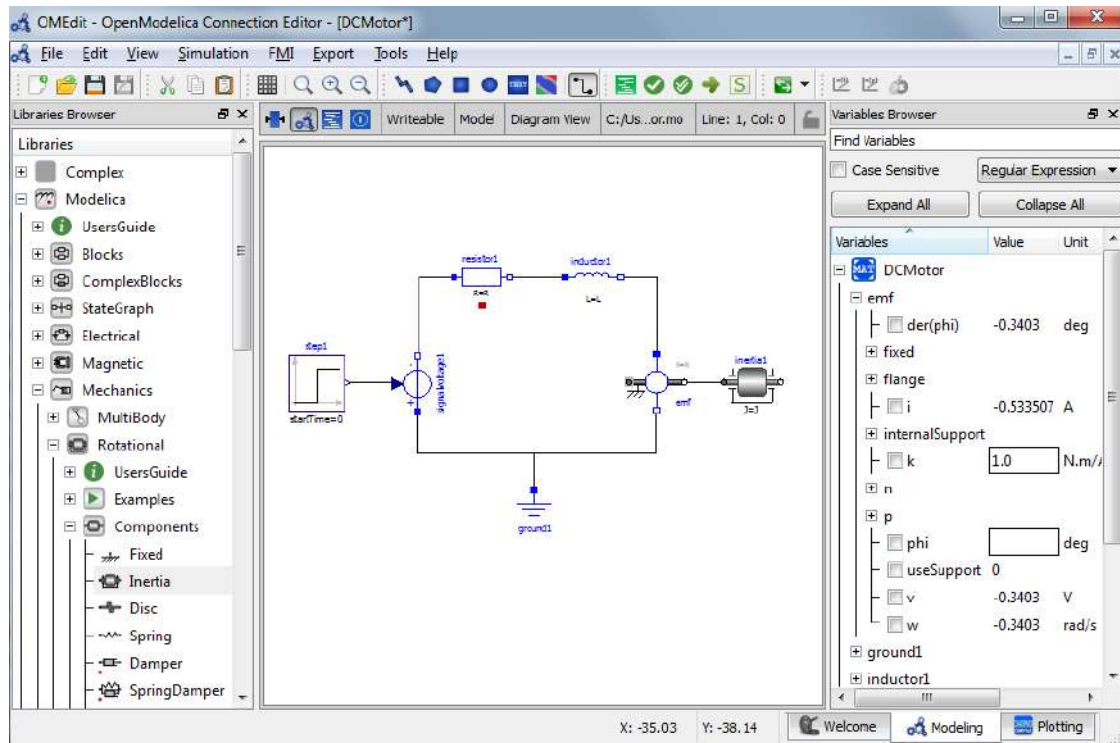 OMEdit - OpenModelica Connection Editor - [DCMotor*]
File Edit View Simulation FMI Export Tools Help
Libraries Browser
Libraries
Complex
Modelica
UsersGuide
Blocks
ComplexBlocks
StateGraph
Electrical
Magnetic
Mechanics
MultiBody
Rotational
UsersGuide
Examples
Components
Fixed
Inertia
Disc
Spring
Damper
SpringDamper
Writeable Model Diagram View C:/Us...or.mo Line: 1, Col: 0
resistor1
R=R
inductor1
L=L
step1
startTime=0
signalVoltage1
- +
emf
inertia1
J=J
ground1
Variables Browser
Find Variables
Case Sensitive Regular Expression
Expand All Collapse All
Variables Value Unit
MAT DCMotor
emf
der(phi) -0.3403 deg
fixed
flange
i -0.533507 A
internalSupport
k 1.0 N.m/A
n
p
phi deg
useSupport 0
v -0.3403 V
w -0.3403 rad/s
ground1
inductor1
X: -35.03 Y: -38.14 Welcome Modeling Plotting